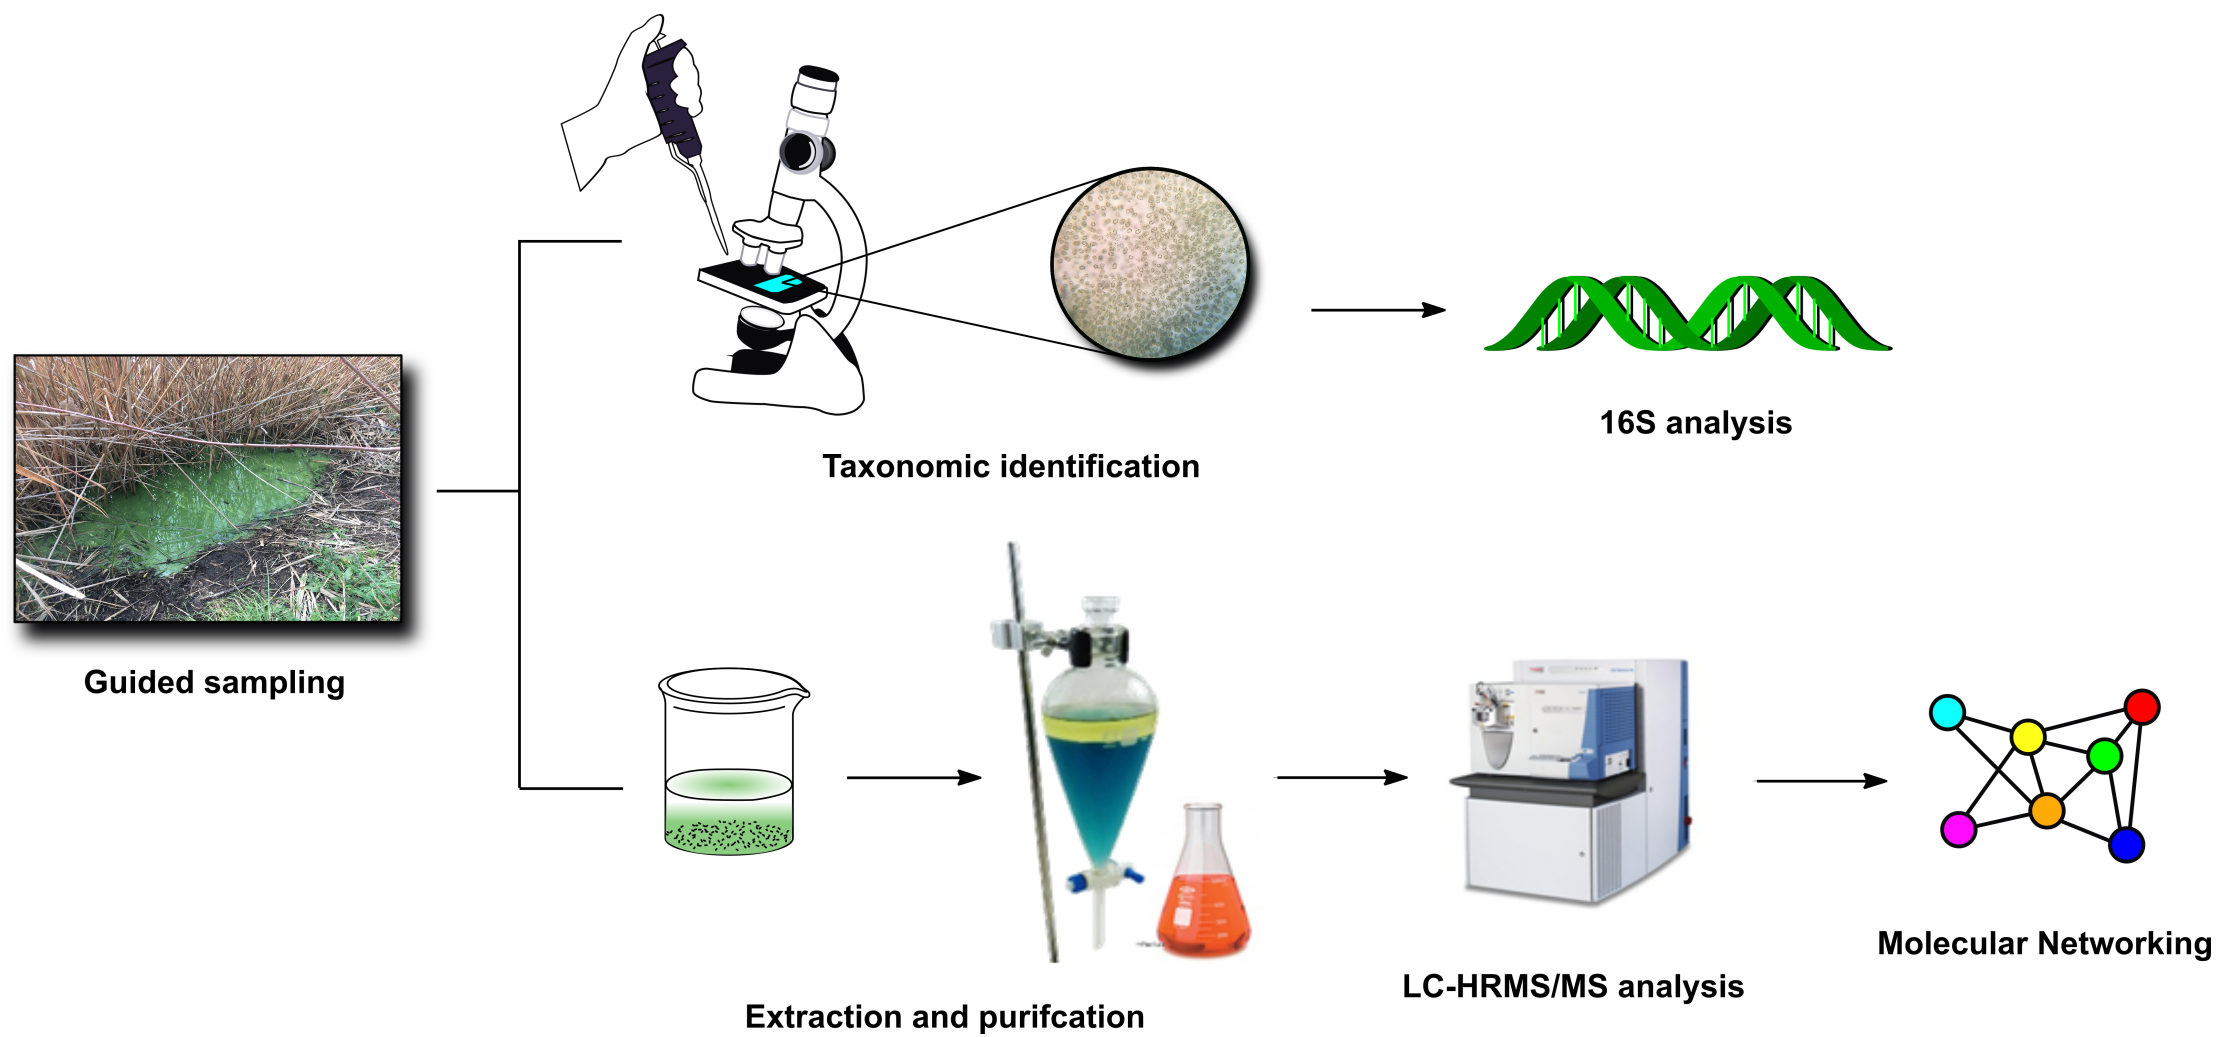 Taxonomic identification
16S analysis
Guided sampling
Extraction and purifcation
LC-HRMS/MS analysis
Molecular Networking